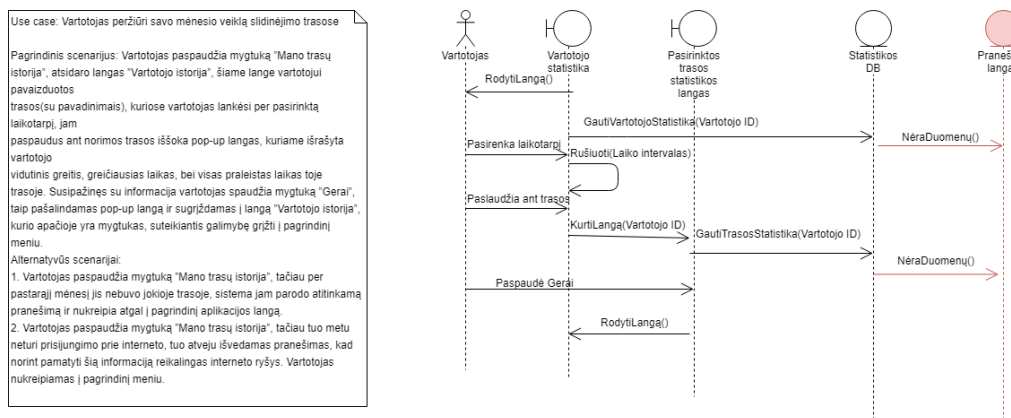 Use case: Vartotojas peržiūri savo mėnesio veiklą slidinėjimo trasose
Pagrindinis scenarijus: Vartotojas paspaudžia mygtuką "Mano trasų
istorija", atsidaro langas "Vartotojo istorija", šiame lange vartotojui
pavaizduotos
trasos(su pavadinimais), kuriose vartotojas lankėsi per pasirinktą
laikotarpį, jam
paspaudus ant norimos trasos iššoka pop-up langas, kuriame išrašyta
vartotojo
vidutinis greitis, greičiausias laikas, bei visas praleistas laikas toje
trasoje. Susipažinęs su informacija vartotojas spaudžia mygtuką "Gerai",
taip pašalindamas pop-up langą ir sugrįždamas į langą "Vartotojo istorija",
kurio apačioje yra mygtukas, suteikiantis galimybę grįžti į pagrindinį
meniu.
Alternatyvūs scenarijai:
1. Vartotojas paspaudžia mygtuką "Mano trasų istorija", tačiau per
pastarąjį mėnesį jis nebuvo jokioje trasoje, sistema jam parodo atitinkamą
pranešimą ir nukreipia atgal į pagrindinį aplikacijos langą.
2. Vartotojas paspaudžia mygtuką "Mano trasų istorija", tačiau tuo metu
neturi prisijungimo prie interneto, tuo atveju išvedamas pranešimas, kad
norint pamatyti šią informaciją reikalingas interneto ryšys. Vartotojas
nukreipiamas į pagrindinį meniu.
Vartotojas
Vartotojo
statistika
Pasirinktos
trasos
statistikos
langas
Statistikos
DB
Praneši
langa
RodytiLangą()
GautiVartotojoStatistika(Vartotojo ID)
NėraDuomenų()
Pasirenka laikotarpį
Rušiuoti(Laiko intervalas)
Paslaudžia ant trasos
KurtiLangą(Vartotojo ID)
GautiTrasosStatistika(Vartotojo ID)
NėraDuomenų()
Paspaudė Gerai
RodytiLangą()